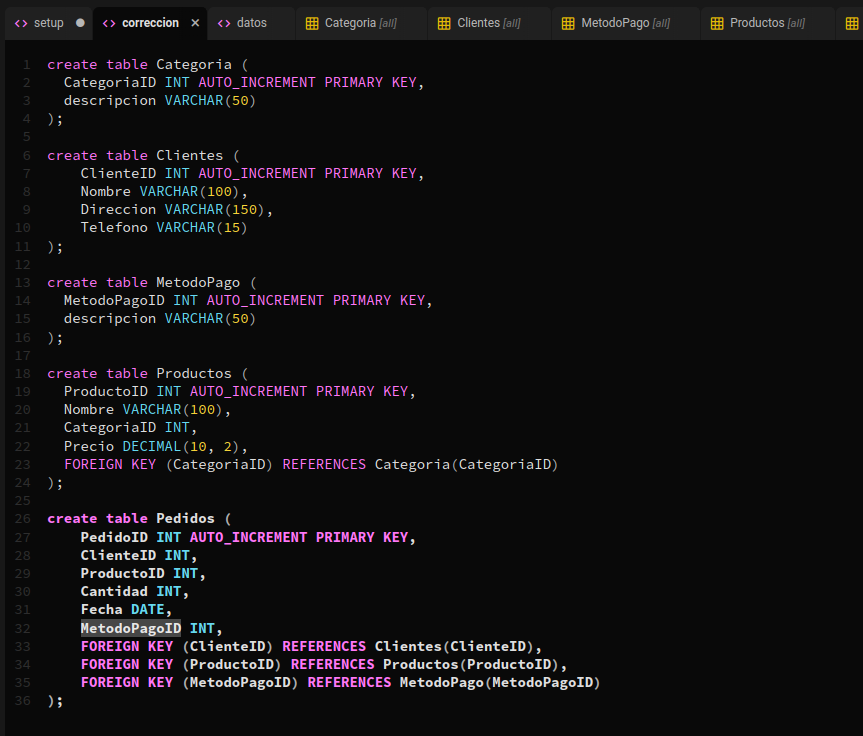 setup
correccion
datos
Categoria [all]
Clientes [all]
MetodoPago [all]
Productos [all]
1 create table Categoria (
2 CategoriaID INT AUTO_INCREMENT PRIMARY KEY,
3 descripcion VARCHAR(50)
4 );
5
6 create table Clientes (
7 ClienteID INT AUTO_INCREMENT PRIMARY KEY,
8 Nombre VARCHAR(100),
9 Direccion VARCHAR(150),
10 Telefono VARCHAR(15)
11 );
12
13 create table MetodoPago (
14 MetodoPagoID INT AUTO_INCREMENT PRIMARY KEY,
15 descripcion VARCHAR(50)
16 );
17
18 create table Productos (
19 ProductoID INT AUTO_INCREMENT PRIMARY KEY,
20 Nombre VARCHAR(100),
21 CategoriaID INT,
22 Precio DECIMAL(10, 2),
23 FOREIGN KEY (CategoriaID) REFERENCES Categoria(CategoriaID)
24 );
25
26 create table Pedidos (
27 PedidoID INT AUTO_INCREMENT PRIMARY KEY,
28 ClienteID INT,
29 ProductoID INT,
30 Cantidad INT,
31 Fecha DATE,
32 MetodoPagoID INT,
33 FOREIGN KEY (ClienteID) REFERENCES Clientes(ClienteID),
34 FOREIGN KEY (ProductoID) REFERENCES Productos(ProductoID),
35 FOREIGN KEY (MetodoPagoID) REFERENCES MetodoPago(MetodoPagoID)
36 );